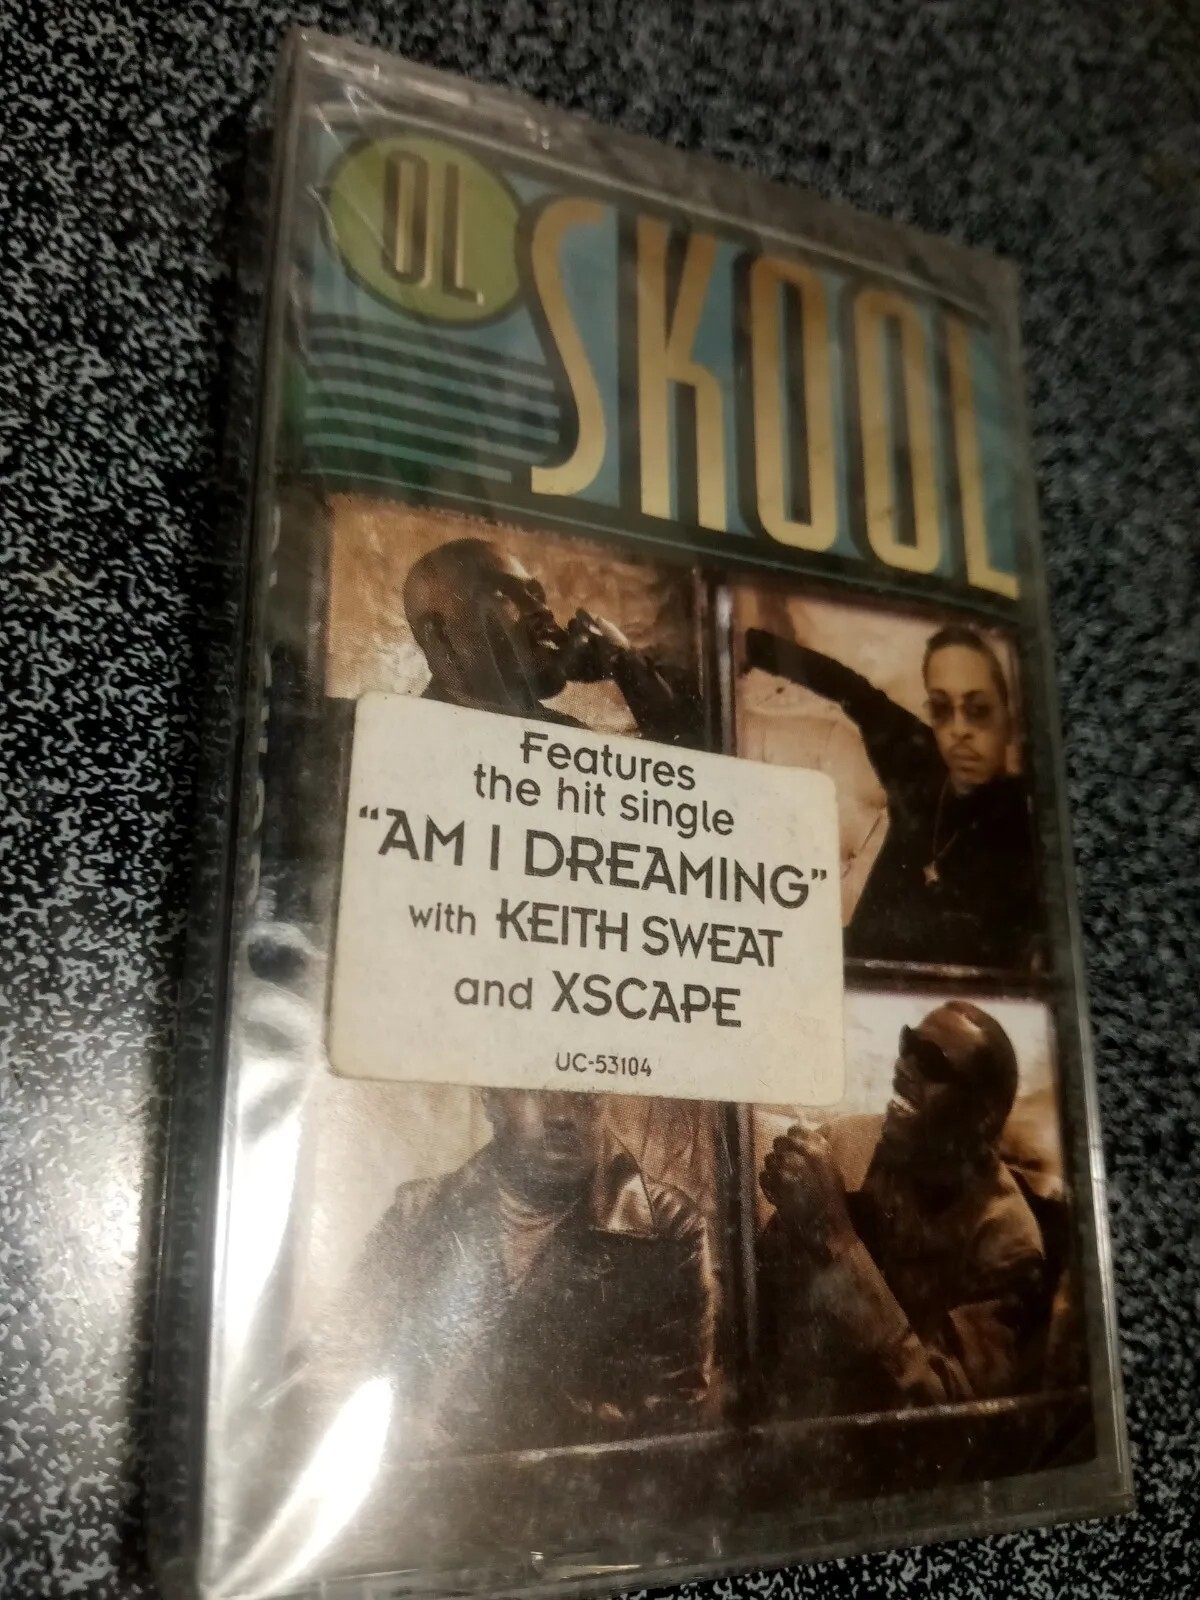 OL
SKOOL
Features
the hit single
"AM I DREAMING"
with KEITH SWEAT
and XSCAPE
UC-53104